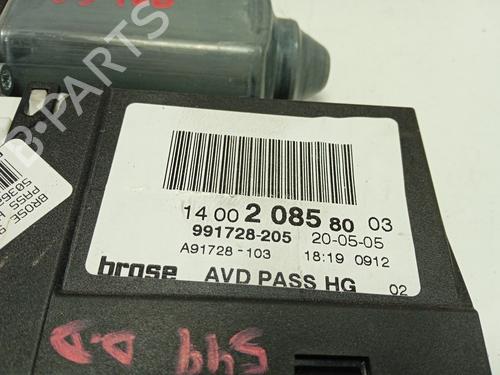 14 00 2 085 80 03
991728-205 20-05-05
A91728-103 18:19 0912
brose AVD PASS HG 02
BROSE
PASS
B-PARTS